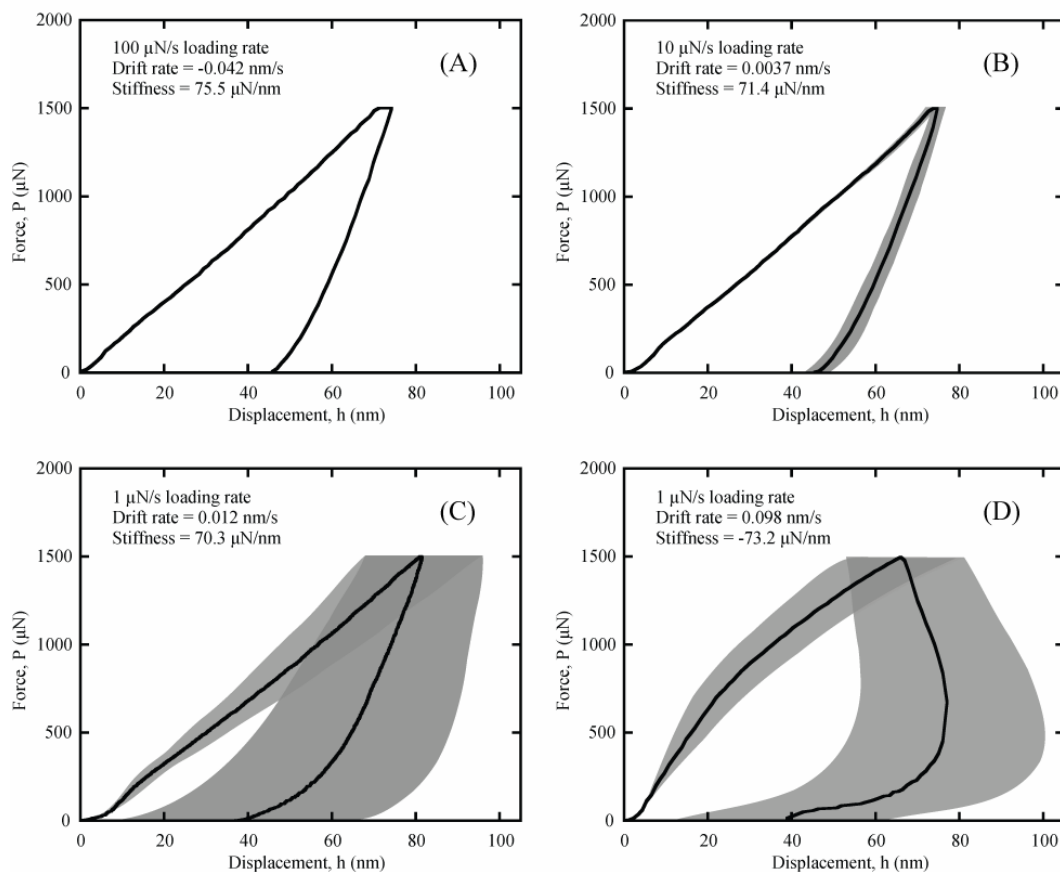 100 µN/s loading rate
Drift rate = -0.042 nm/s
Stiffness = 75.5 µN/nm
(A)
2000
1500
1000
500
0
Force, P (µN)
0 20 40 60 80 100
Displacement, h (nm)
10 µN/s loading rate
Drift rate = 0.0037 nm/s
Stiffness = 71.4 µN/nm
(B)
2000
1500
1000
500
0
Force, P (µN)
0 20 40 60 80 100
Displacement, h (nm)
1 µN/s loading rate
Drift rate = 0.012 nm/s
Stiffness = 70.3 µN/nm
(C)
2000
1500
1000
500
0
Force, P (µN)
0 20 40 60 80 100
Displacement, h (nm)
1 µN/s loading rate
Drift rate = 0.098 nm/s
Stiffness = -73.2 µN/nm
(D)
2000
1500
1000
500
0
Force, P (µN)
0 20 40 60 80 100
Displacement, h (nm)